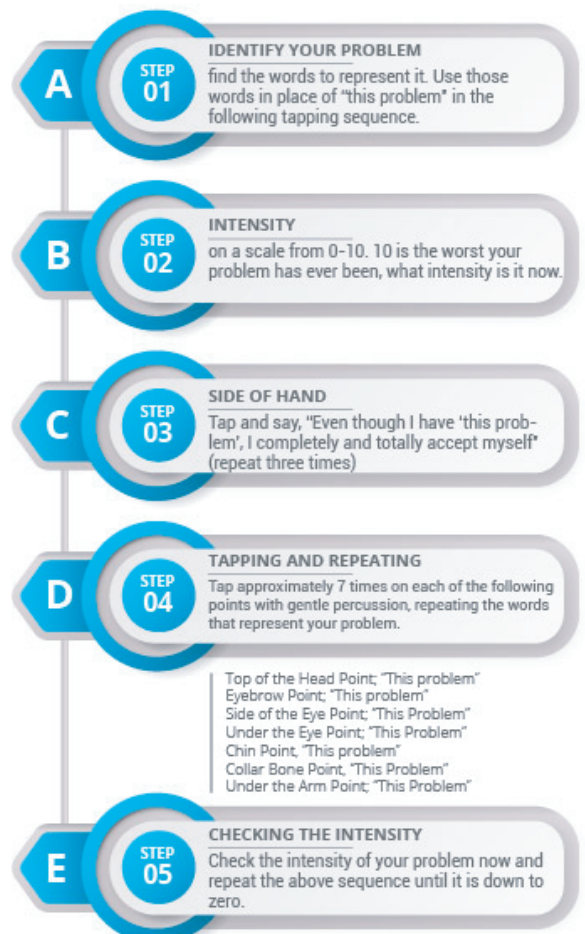 A
STEP
01
IDENTIFY YOUR PROBLEM
find the words to represent it. Use those
words in place of “this problem" in the
following tapping sequence.
B
STEP
02
INTENSITY
on a scale from 0-10. 10 is the worst your
problem has ever been, what intensity is it now.
C
STEP
03
SIDE OF HAND
Tap and say, "Even though I have ‘this prob-
lem’, I completely and totally accept myself"
(repeat three times)
D
STEP
04
TAPPING AND REPEATING
Tap approximately 7 times on each of the following
points with gentle percussion, repeating the words
that represent your problem.
Top of the Head Point; “This problem”
Eyebrow Point; “This problem”
Side of the Eye Point; “This Problem”
Under the Eye Point; “This Problem”
Chin Point, “This problem”
Collar Bone Point, “This Problem”
Under the Arm Point; “This Problem”
E
STEP
05
CHECKING THE INTENSITY
Check the intensity of your problem now and
repeat the above sequence until it is down to
zero.